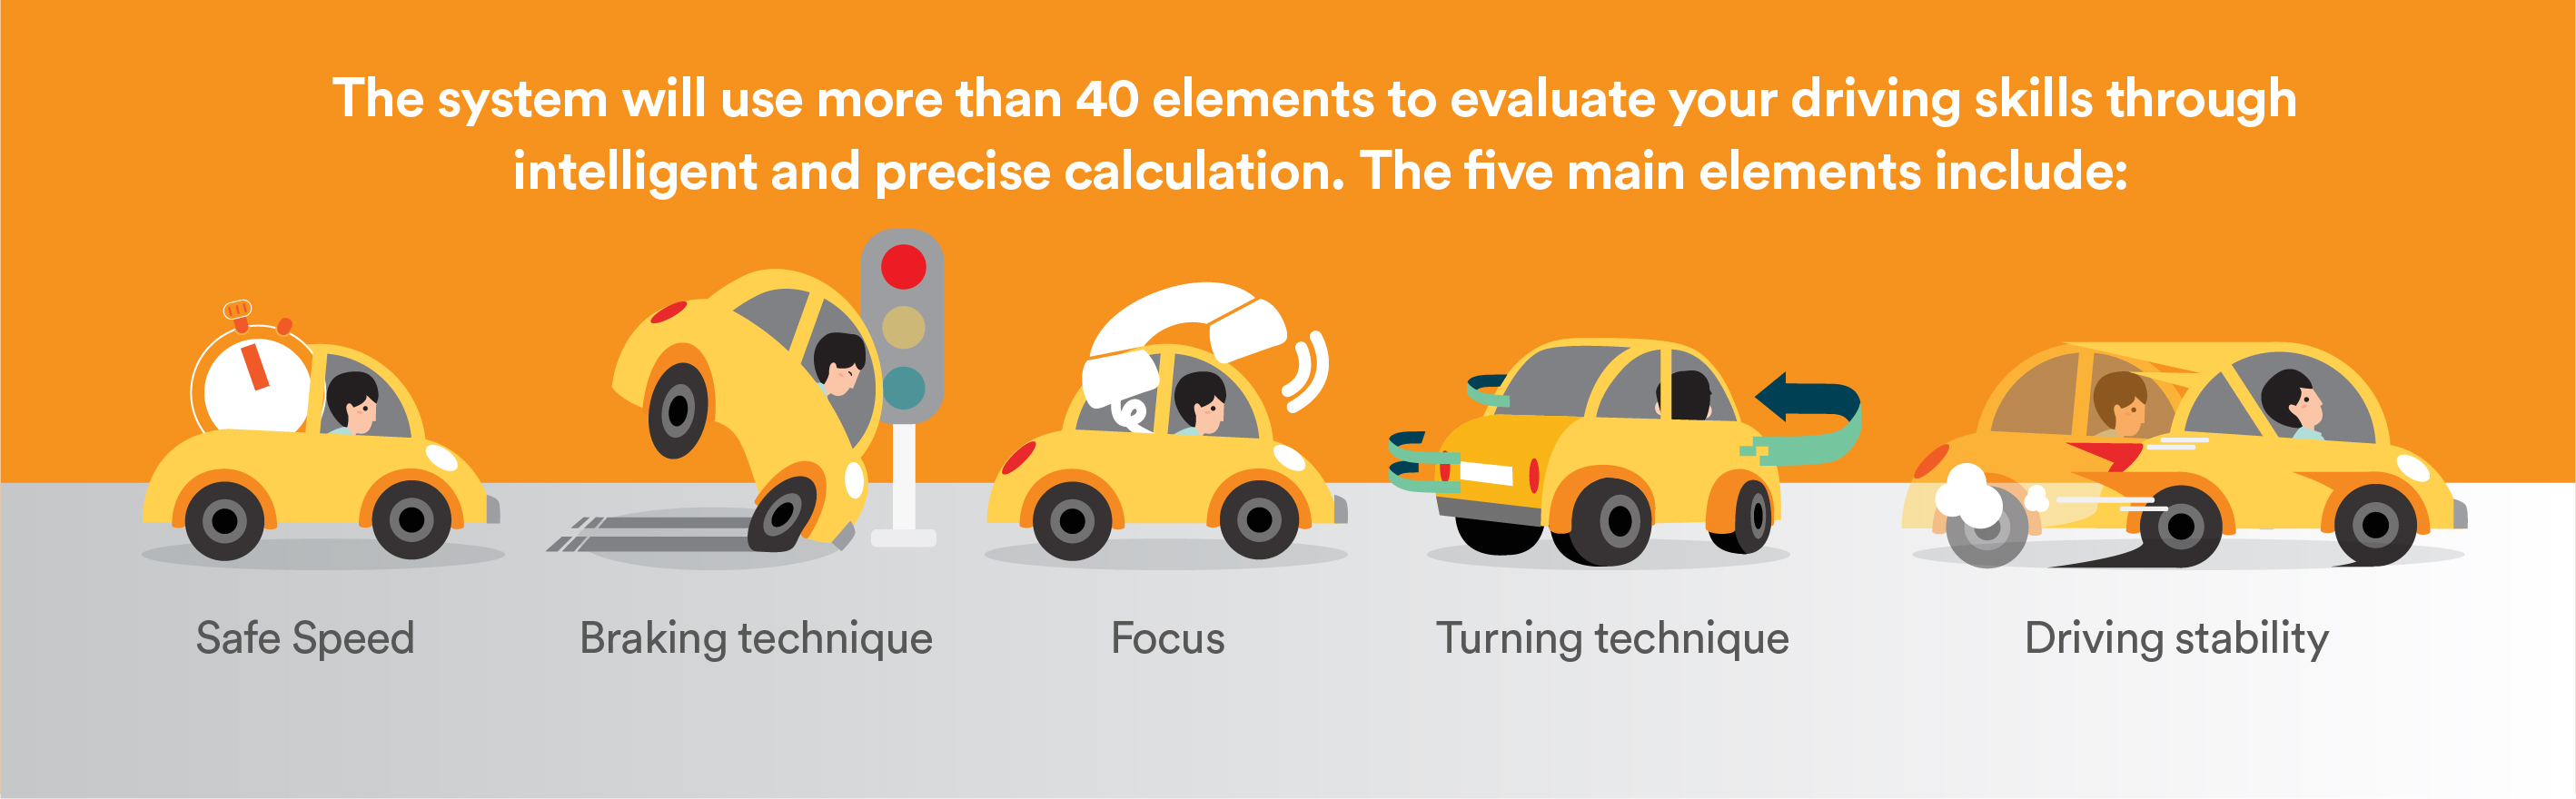 The system will use more than 40 elements to evaluate your driving skills through
intelligent and precise calculation. The five main elements include:
Safe Speed
Braking technique
Focus
Turning technique
Driving stability